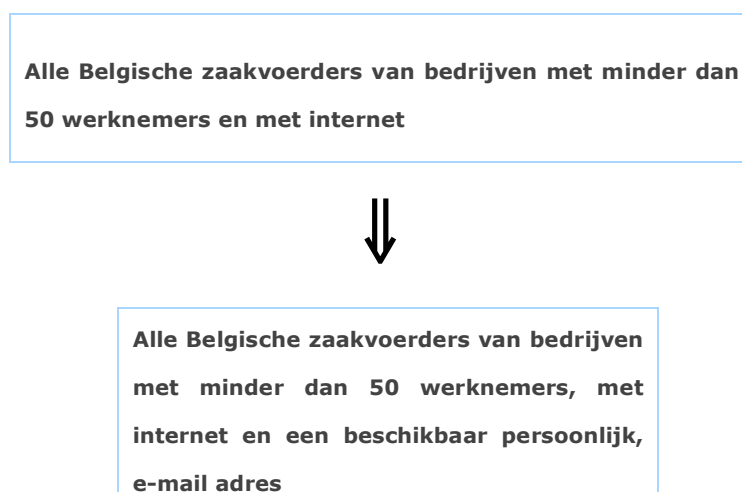 Alle Belgische zaakvoerders van bedrijven met minder dan
50 werknemers en met internet
Alle Belgische zaakvoerders van bedrijven
met minder dan 50 werknemers, met
internet en een beschikbaar persoonlijk,
e-mail adres